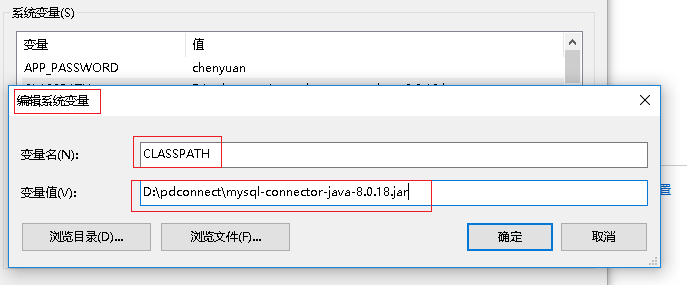 系统变量(S)
变量 值
APP_PASSWORD chenyuan
编辑系统变量
变量名(N): CLASSPATH
变量值(V): D:\pdconnect\mysql-connector-java-8.0.18.jar
浏览目录(D)... 浏览文件(F)... 确定 取消
置